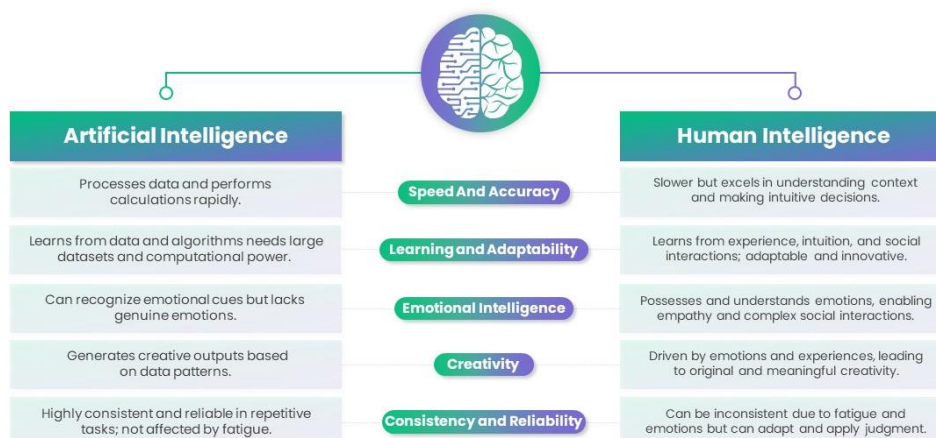 Artificial Intelligence
Human Intelligence
Processes data and performs
calculations rapidly.
Speed And Accuracy
Slower but excels in understanding context
and making intuitive decisions.
Learns from data and algorithms needs large
datasets and computational power.
Learning and Adaptability
Learns from experience, intuition, and social
interactions; adaptable and innovative.
Can recognize emotional cues but lacks
genuine emotions.
Emotional Intelligence
Possesses and understands emotions, enabling
empathy and complex social interactions.
Generates creative outputs based
on data patterns.
Creativity
Driven by emotions and experiences, leading
to original and meaningful creativity.
Highly consistent and reliable in repetitive
tasks; not affected by fatigue.
Consistency and Reliability
Can be inconsistent due to fatigue and
emotions but can adapt and apply judgment.